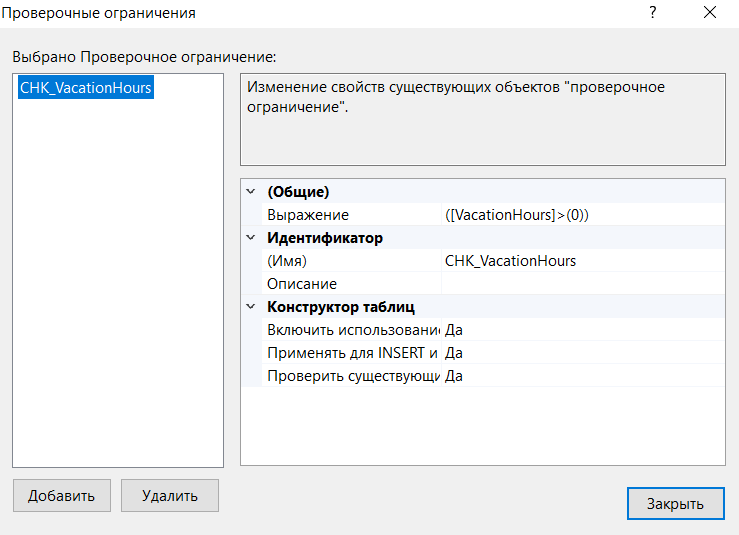 Проверочные ограничения
?
Выбрано Проверочное ограничение:
CHK_VacationHours
Изменение свойств существующих объектов "проверочное
ограничение".
(Общие)
Выражение ([VacationHours]>(0))
Идентификатор
(Имя) CHK_VacationHours
Описание
Конструктор таблиц
Включить использование Да
Применять для INSERT и Да
Проверить существующи Да
Добавить Удалить
Закрыть